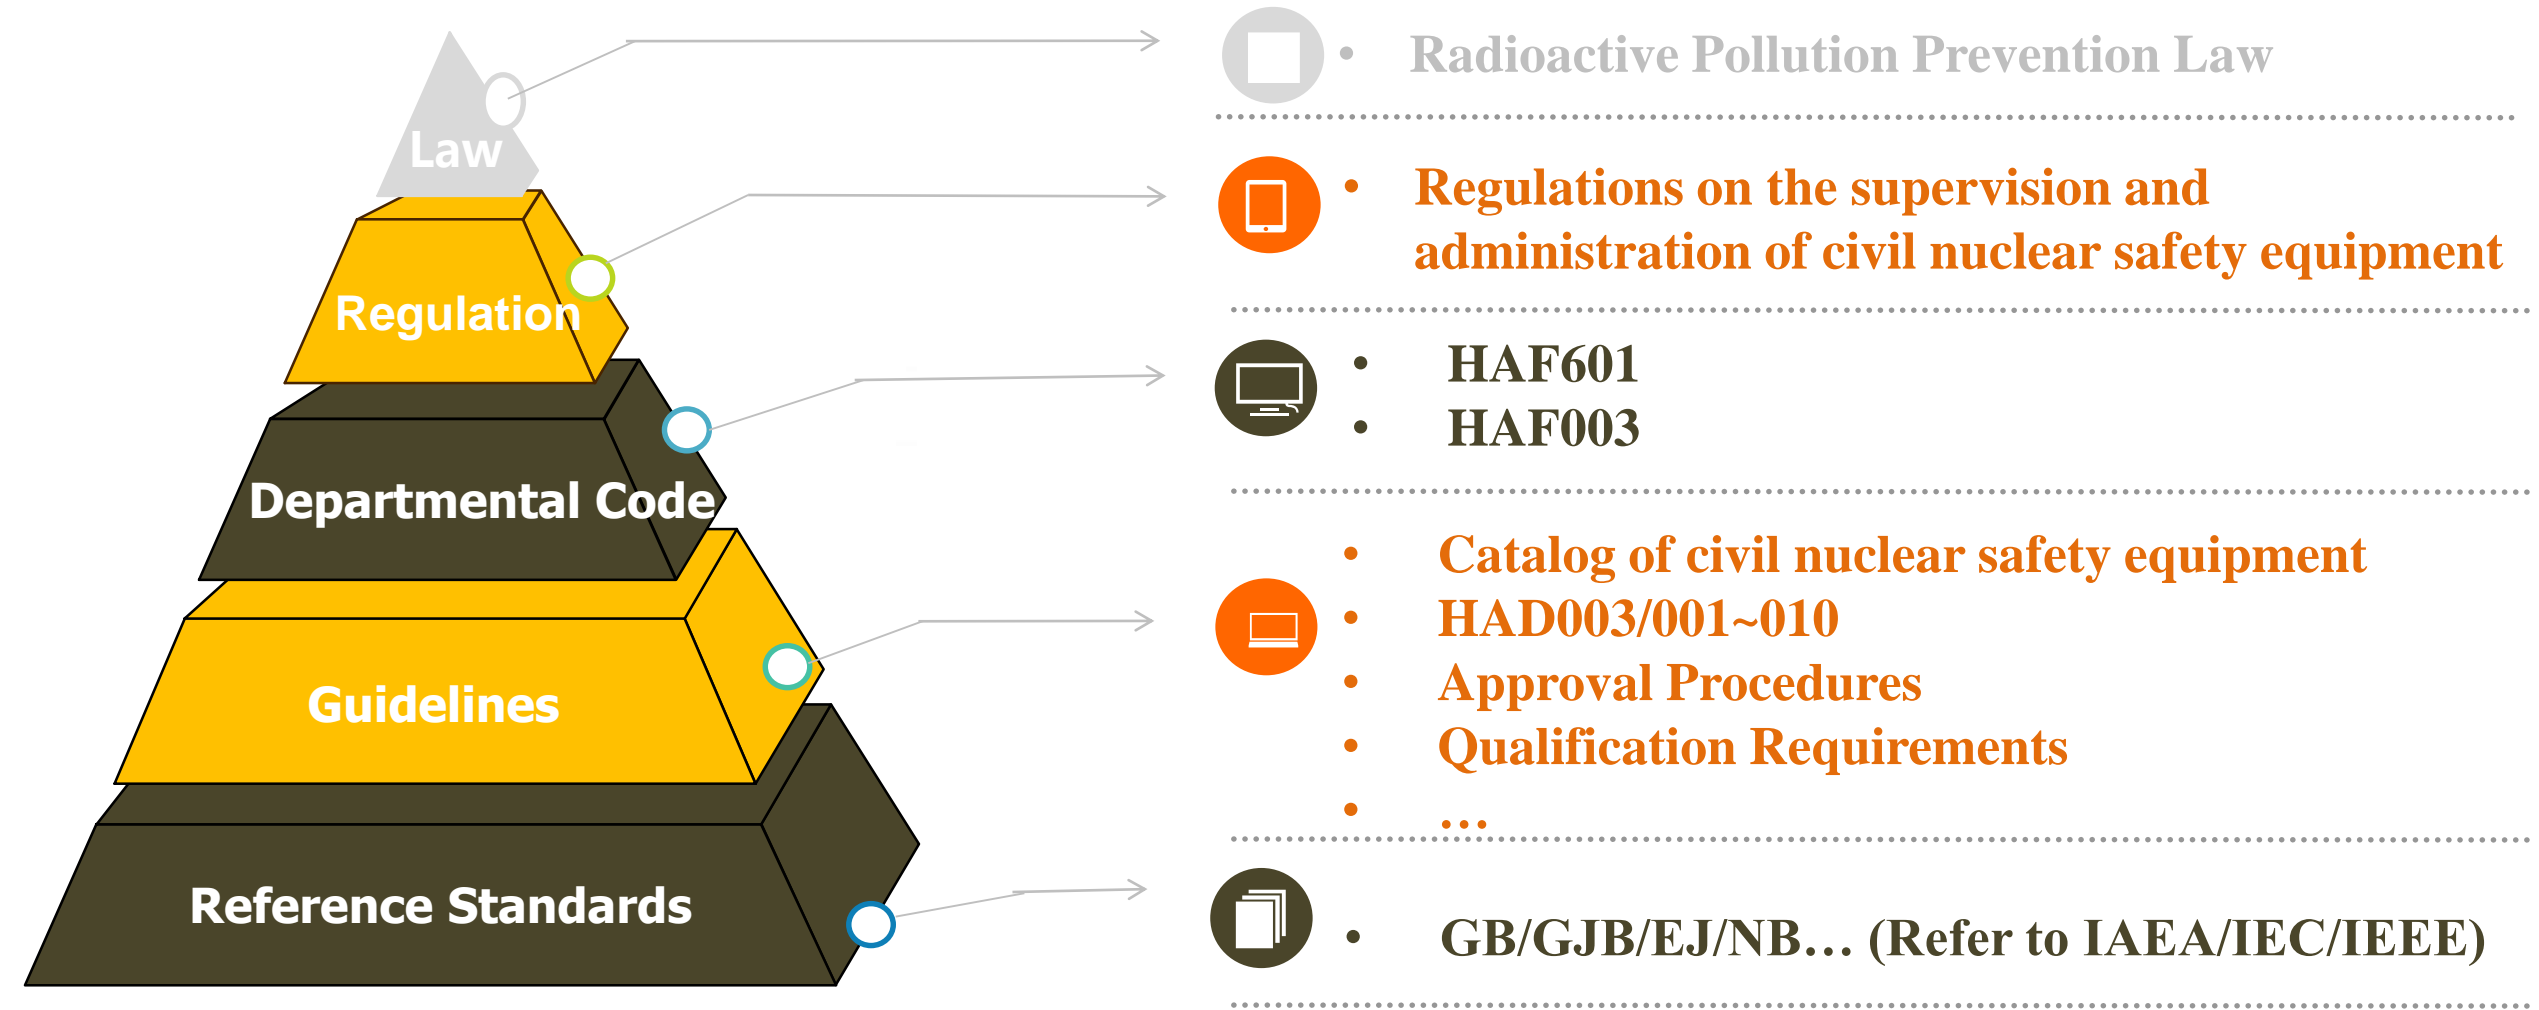 Law
• Radioactive Pollution Prevention Law
Regulation
• Regulations on the supervision and
administration of civil nuclear safety equipment
Departmental Code
• HAF601
• HAF003
Guidelines
• Catalog of civil nuclear safety equipment
• HAD003/001~010
• Approval Procedures
• Qualification Requirements
• …
Reference Standards
• GB/GJB/EJ/NB… (Refer to IAEA/IEC/IEEE)